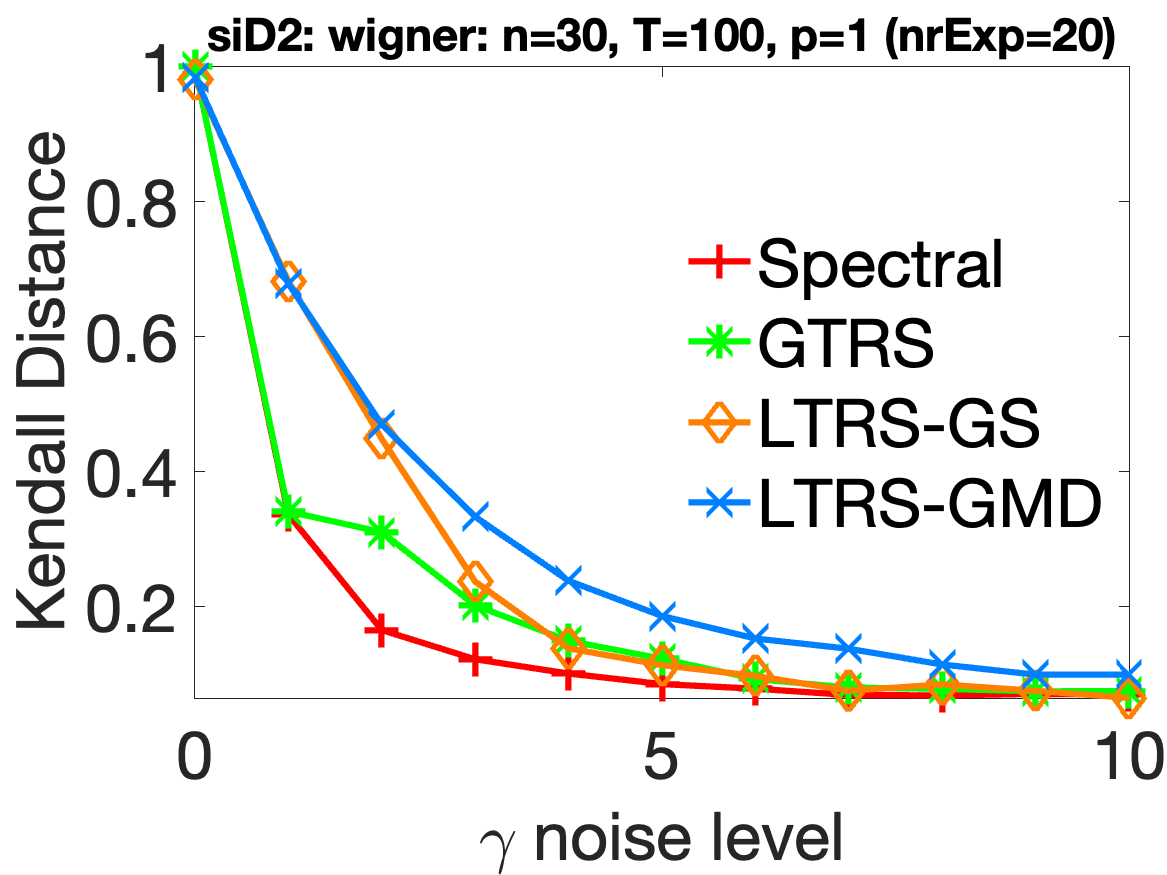 siD2: wigner: n=30, T=100, p=1 (nrExp=20)
1
0.8
0.6
0.4
0.2
Kendall Distance
Spectral
GTRS
LTRS-GS
LTRS-GMD
0 5 10
γ noise level